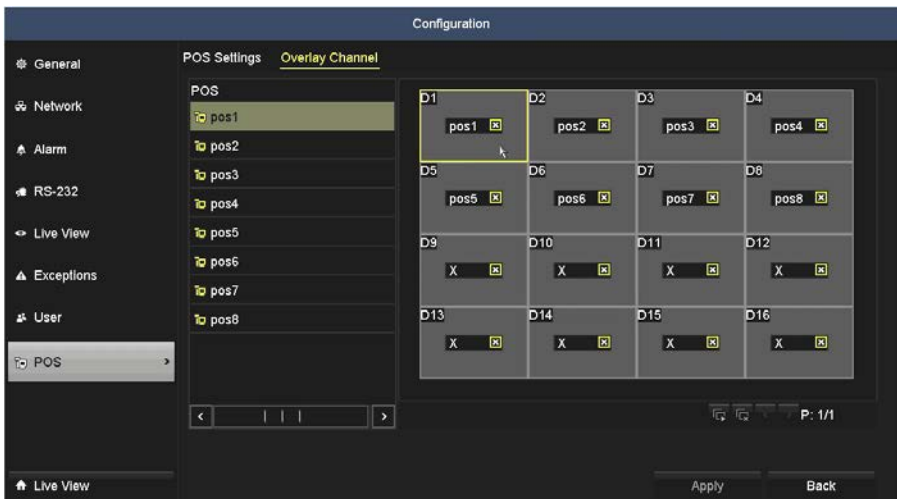 Configuration
General
Network
Alarm
RS-232
Live View
Exceptions
User
POS
Live View
POS Settings Overlay Channel
POS
pos1
pos2
pos3
pos4
pos5
pos6
pos7
pos8
D1 D2 D3 D4
pos1 pos2 pos3 pos4
D5 D6 D7 D8
pos5 pos6 pos7 pos8
D9 D10 D11 D12
X X X X
D13 D14 D15 D16
X X X X
P: 1/1
Apply Back